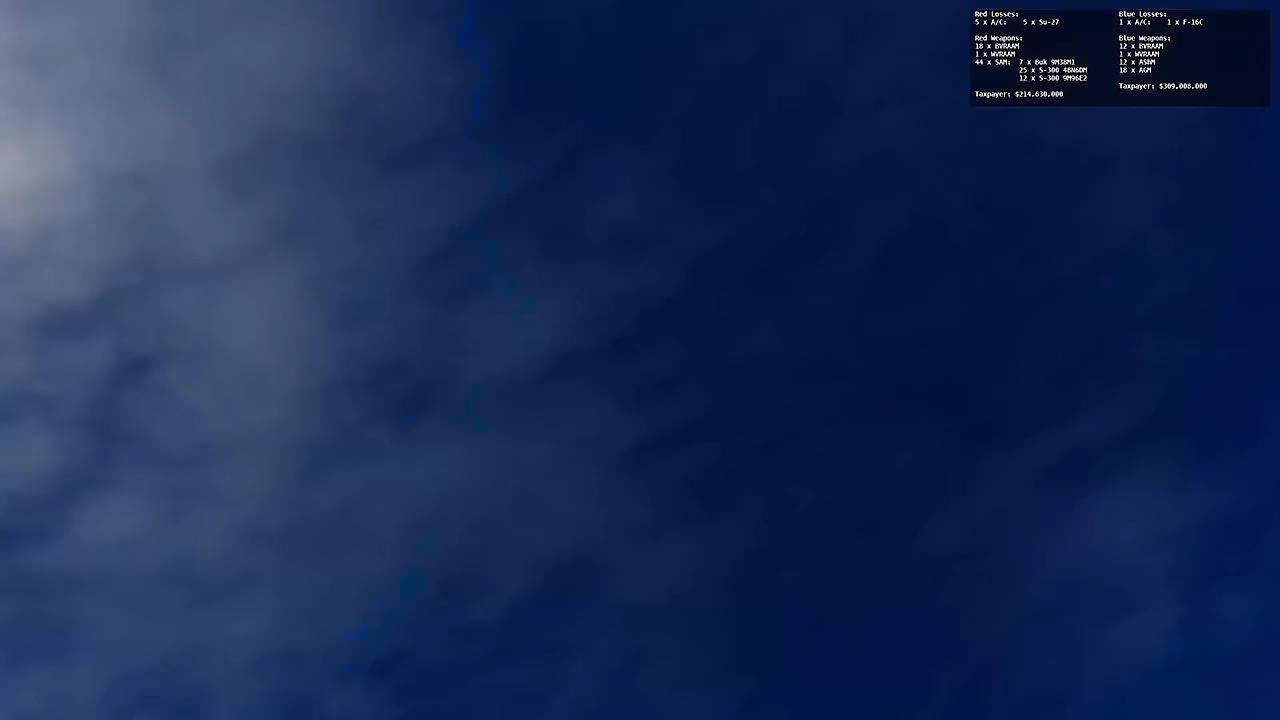 Red Losses:
5 x A/C: 5 x Su-27
Red Weapons:
18 x BVRAAM
1 x WVRAAM
44 x SAM: 7 x Buk 9M38M1
25 x S-300 48N6DM
12 x S-300 9M96E2
Taxpayer: $214,630,000
Blue Losses:
1 x A/C: 1 x F-16C
Blue Weapons:
12 x BVRAAM
1 x WVRAAM
12 x AShM
18 x AGM
Taxpayer: $309,008,000